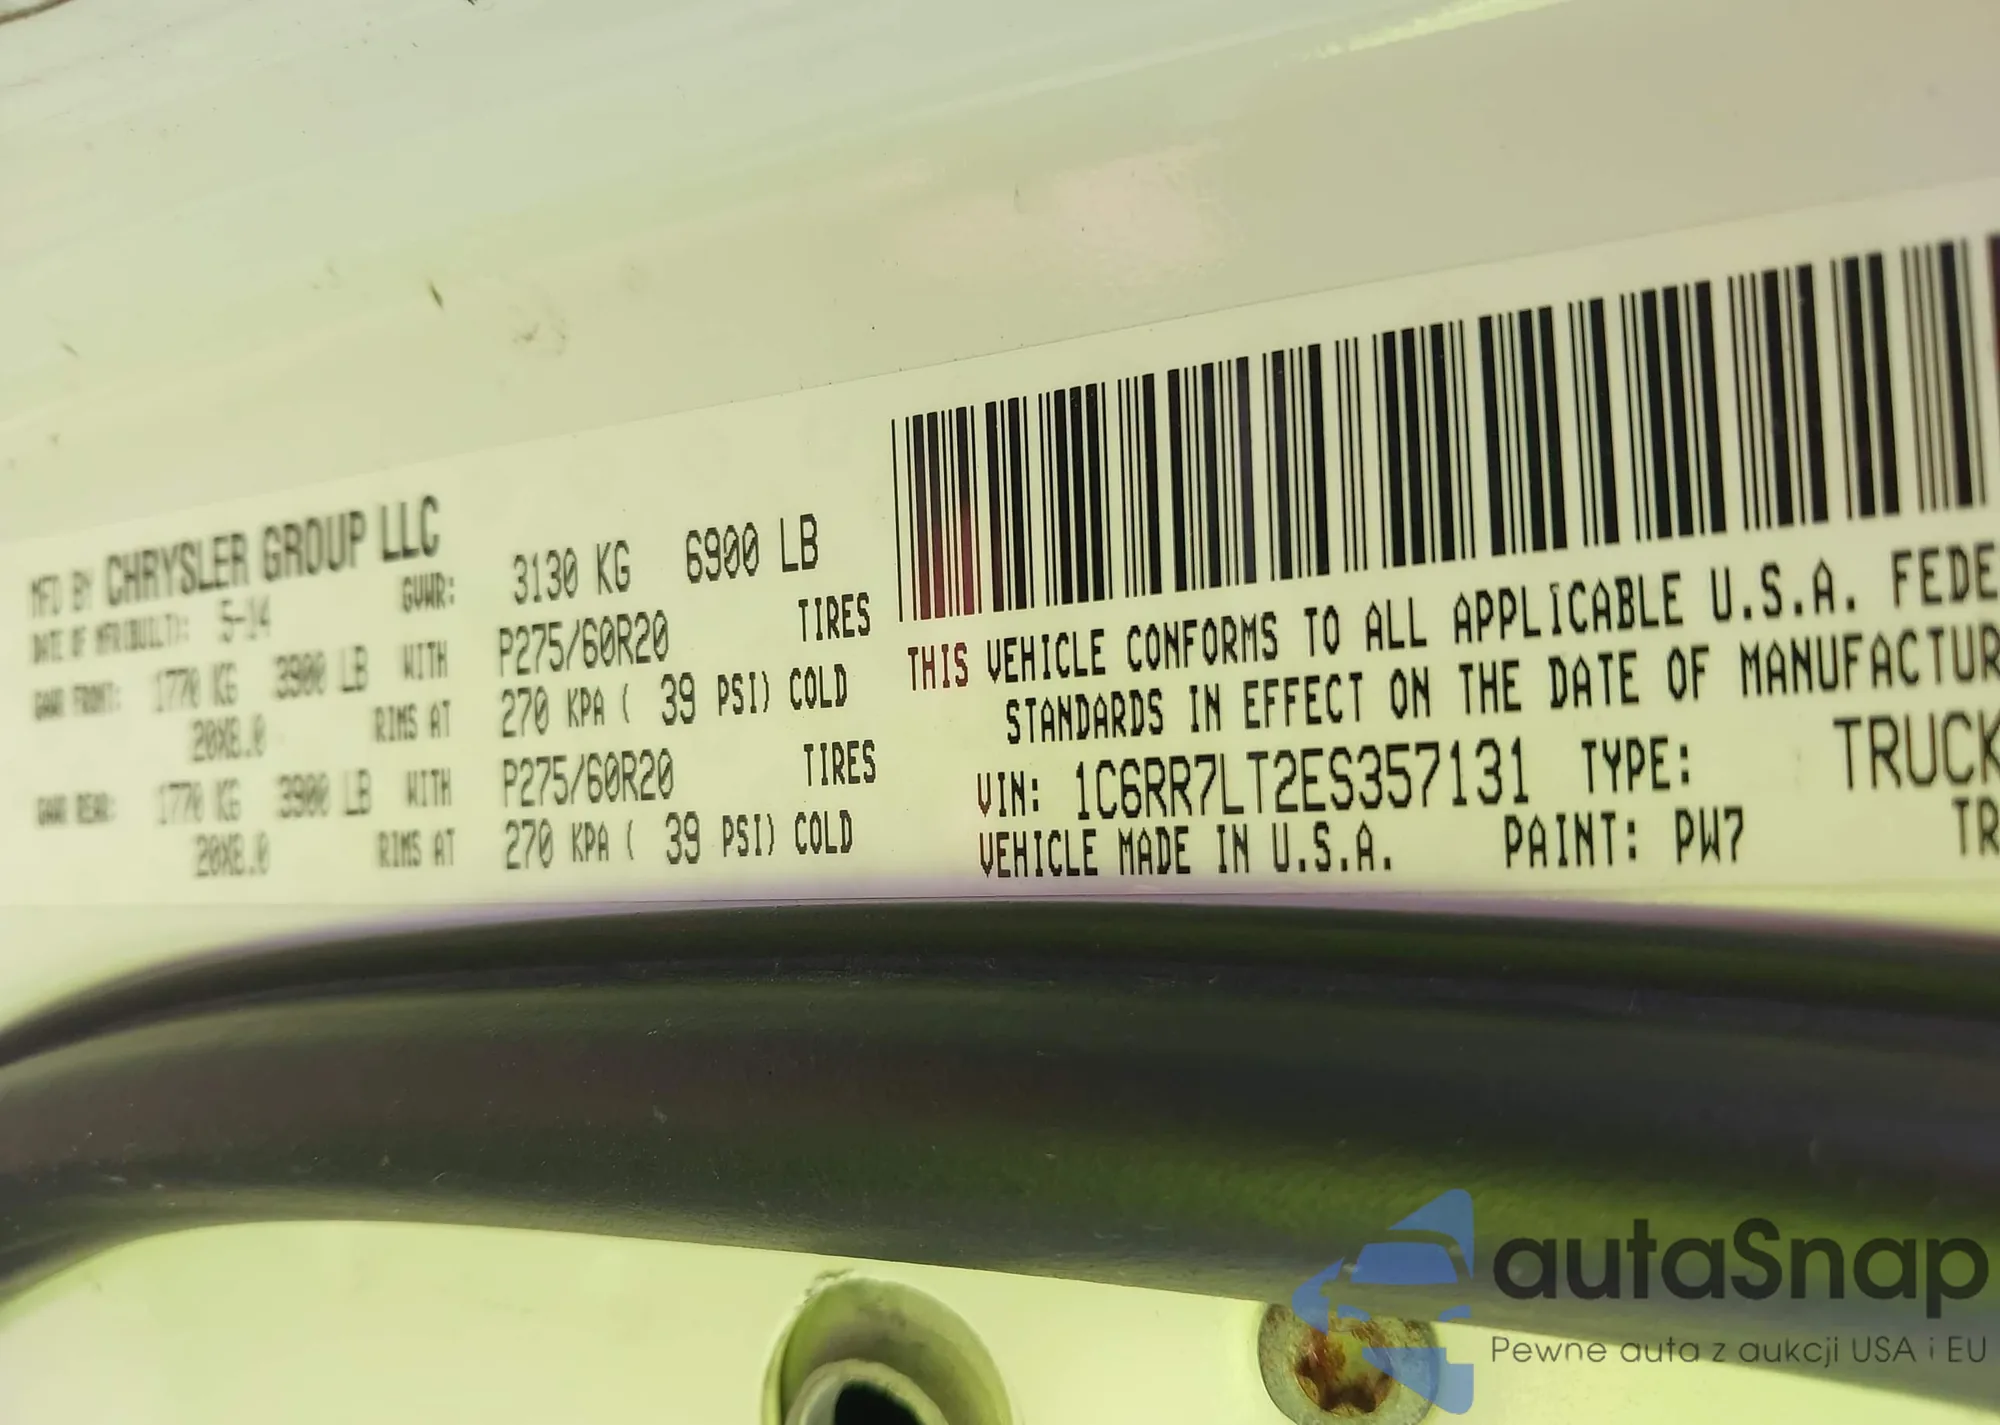 MFD BY CHRYSLER GROUP LLC
DATE OF MFR(BUILT): 5-14 GVWR: 3130 KG 6900 LB
GAWR FRONT: 1770 KG 3900 LB WITH P275/60R20 TIRES
20X8.0 RIMS AT 270 KPA ( 39 PSI) COLD
GAWR REAR: 1770 KG 3900 LB WITH P275/60R20 TIRES
20X8.0 RIMS AT 270 KPA ( 39 PSI) COLD
THIS VEHICLE CONFORMS TO ALL APPLICABLE U.S.A. FEDE
STANDARDS IN EFFECT ON THE DATE OF MANUFACTUR
VIN: 1C6RR7LT2ES357131 TYPE: TRUCK
VEHICLE MADE IN U.S.A. PAINT: PW7 TR
autaSnap
Pewne auta z aukcji USA i EU